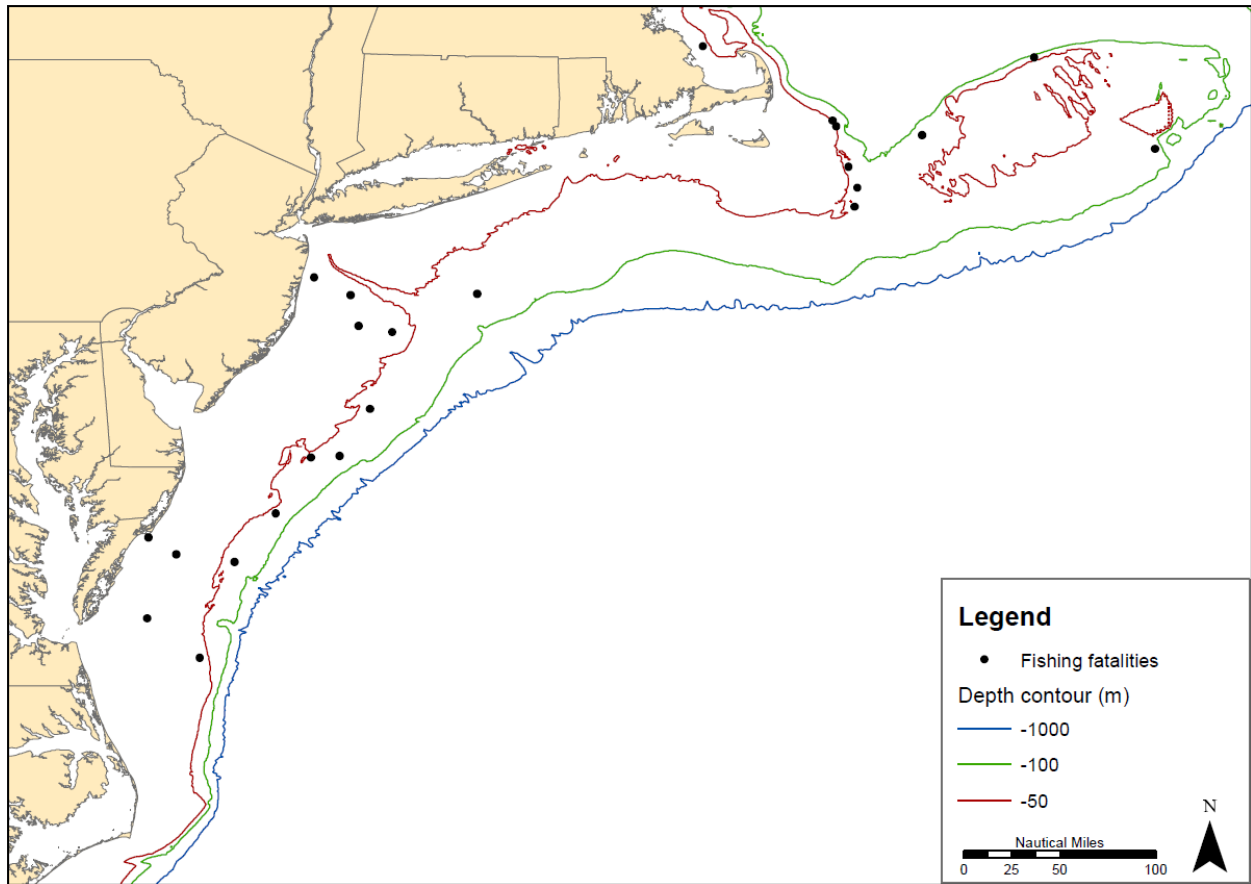 Legend
Fishing fatalities
Depth contour (m)
-1000
-100
-50
N
Nautical Miles
0 25 50 100